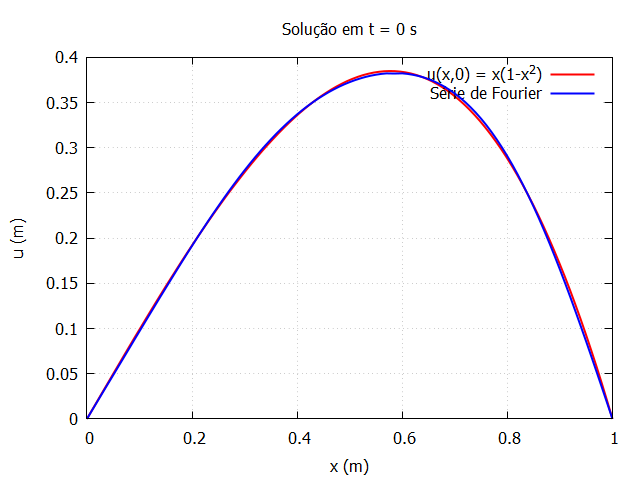 Solução em t = 0 s
u(x,0) = x(1-x²)
Série de Fourier
0.4
0.35
0.3
0.25
0.2
0.15
0.1
0.05
0
u (m)
0 0.2 0.4 0.6 0.8 1
x (m)